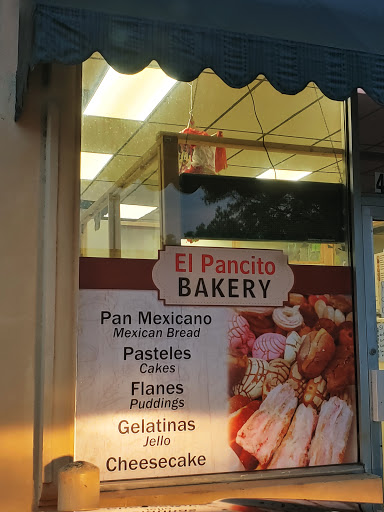 El Pancito
BAKERY
Pan Mexicano
Mexican Bread
Pasteles
Cakes
Flanes
Puddings
Gelatinas
Jello
Cheesecake